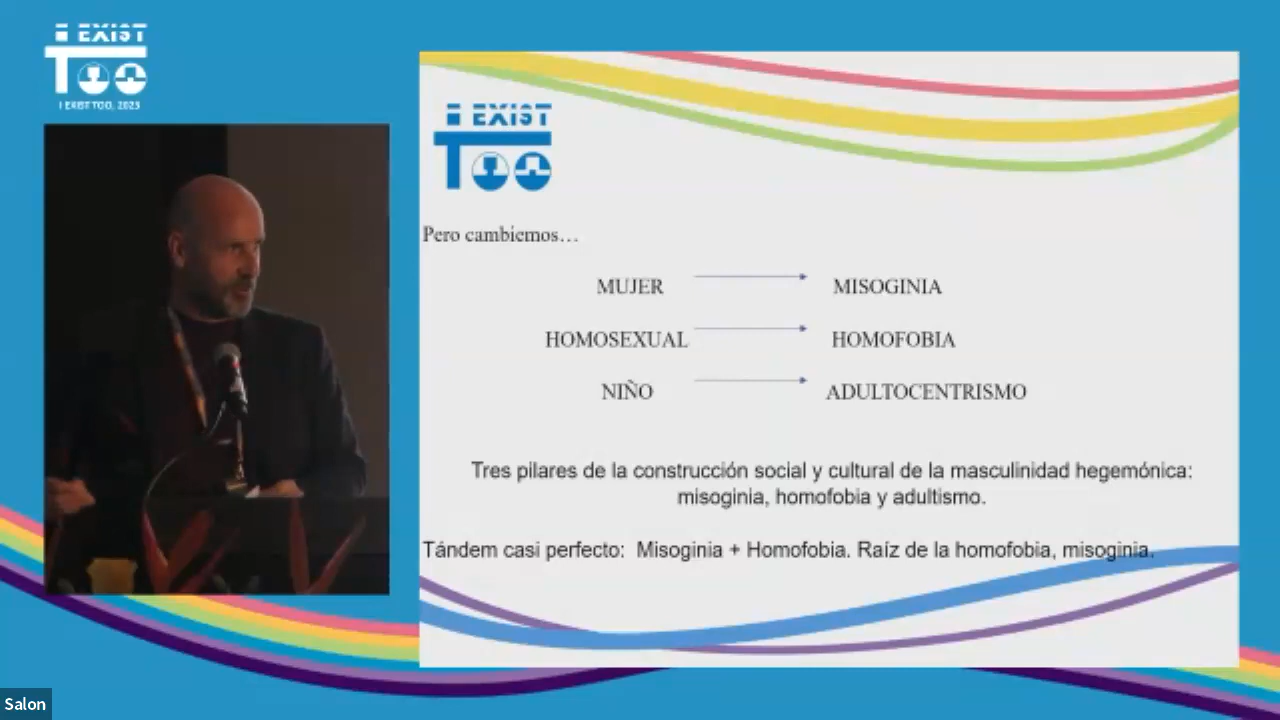 I EXIST
TOO
I EXIST TOO, 2023
I EXIST
TOO
Pero cambiemos…
MUJER MISOGINIA
HOMOSEXUAL HOMOFOBIA
NIÑO ADULTOCENTRISMO
Tres pilares de la construcción social y cultural de la masculinidad hegemónica:
misoginia, homofobia y adultismo.
Tándem casi perfecto: Misoginia + Homofobia. Raíz de la homofobia, misoginia.
Salon